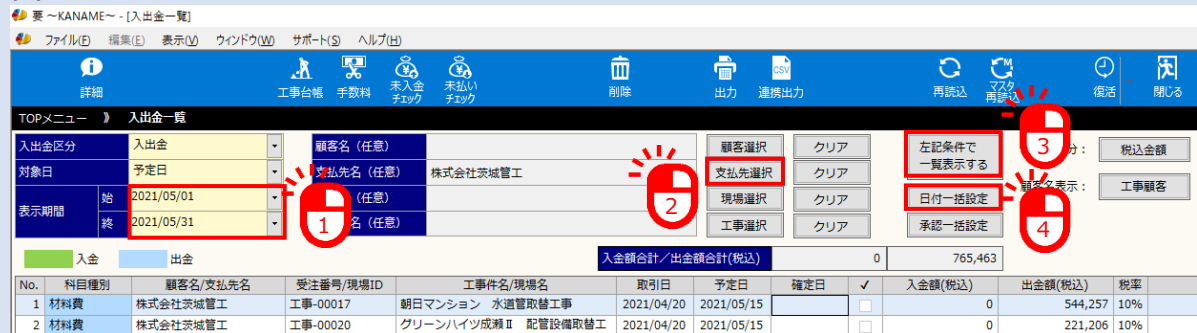 要 ～KANAME～ - [入出金一覧]
ファイル(F) 編集(E) 表示(V) ウィンドウ(W) サポート(S) ヘルプ(H)
詳細 工事台帳 手数料 未入金チェック 未払いチェック 削除 出力 CSV 連携出力 再読込 マスタ再読込 復活 閉じる
TOPメニュー 》 入出金一覧
入出金区分 入出金 顧客名（任意） 顧客選択 クリア 左記条件で一覧表示する 3 分： 税込金額
対象日 予定日 支払先名（任意） 株式会社茨城管工 支払先選択 クリア
表示期間 始 2021/05/01 1 （任意） 2 現場選択 クリア 日付一括設定 4 顧客名表示： 工事顧客
終 2021/05/31 名（任意） 工事選択 クリア 承認一括設定
入金 出金 入金額合計／出金額合計(税込) 0 765,463
No. 科目種別 顧客名/支払先名 受注番号/現場ID 工事件名/現場名 取引日 予定日 確定日 ✓ 入金額(税込) 出金額(税込) 税率
1 材料費 株式会社茨城管工 工事-00017 朝日マンション 水道管取替工事 2021/04/20 2021/05/15 0 544,257 10%
2 材料費 株式会社茨城管工 工事-00020 グリーンハイツ成瀬Ⅱ 配管設備取替工 2021/04/20 2021/05/15 0 221,206 10%